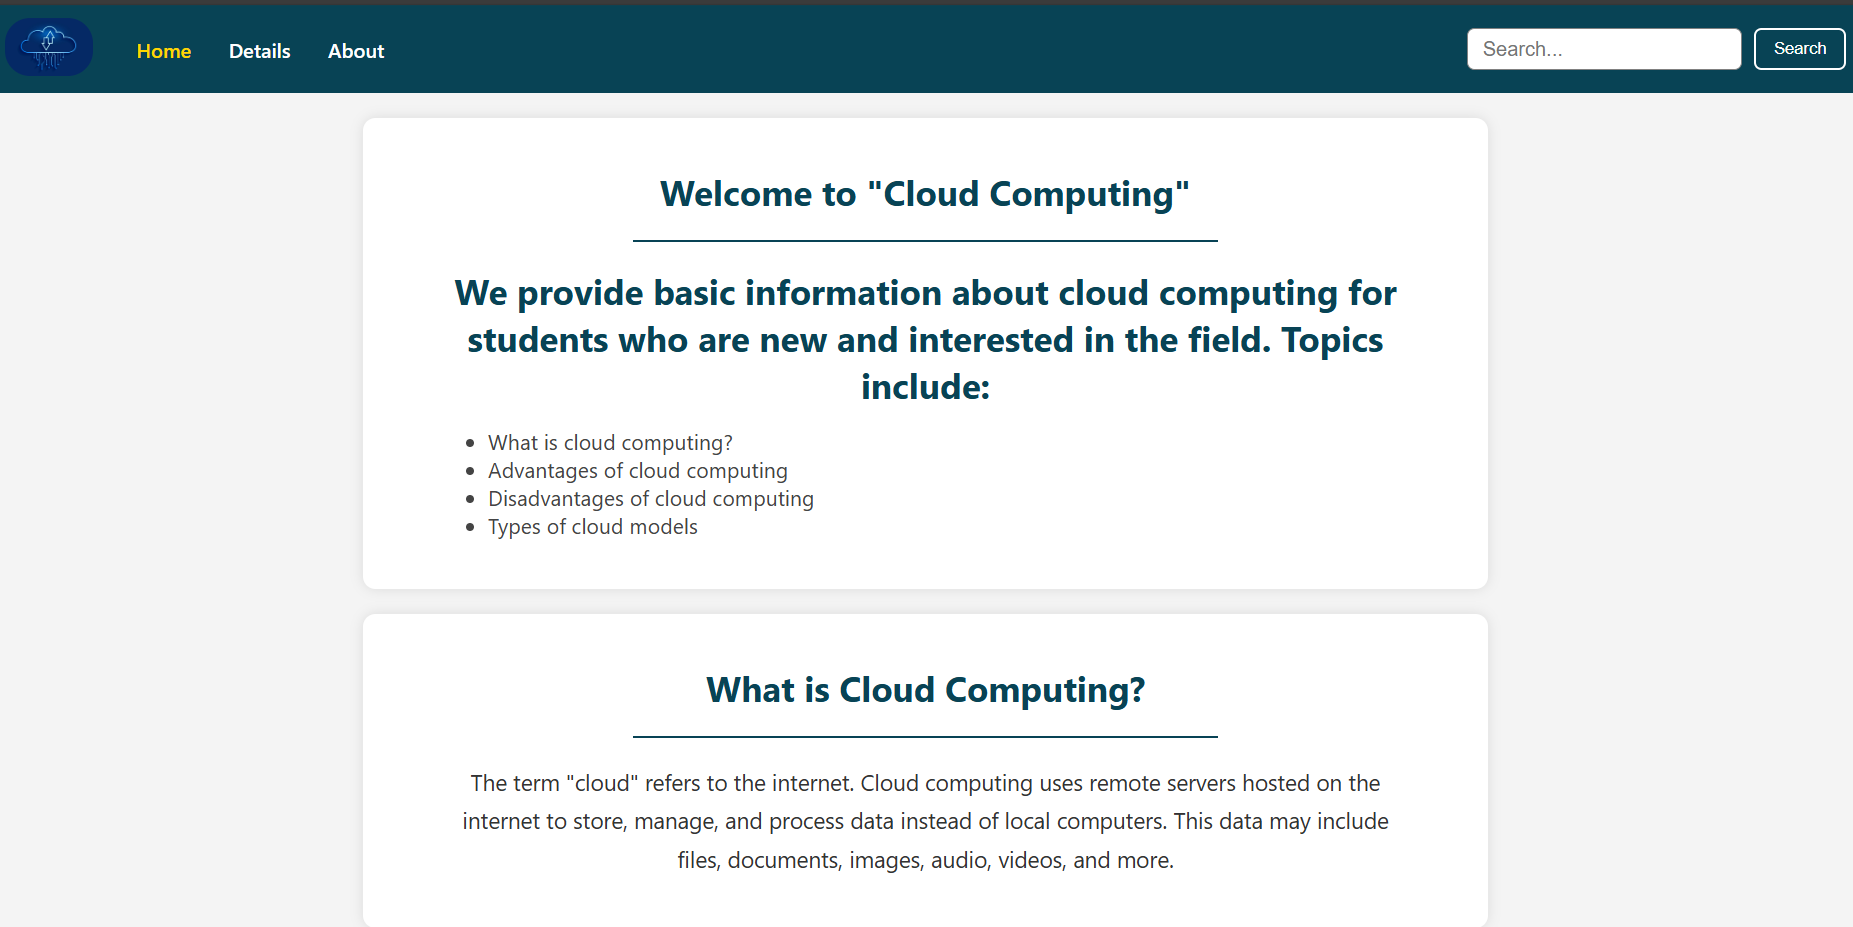 Home Details About Search... Search
Welcome to "Cloud Computing"
We provide basic information about cloud computing for
students who are new and interested in the field. Topics
include:
• What is cloud computing?
• Advantages of cloud computing
• Disadvantages of cloud computing
• Types of cloud models
What is Cloud Computing?
The term "cloud" refers to the internet. Cloud computing uses remote servers hosted on the
internet to store, manage, and process data instead of local computers. This data may include
files, documents, images, audio, videos, and more.